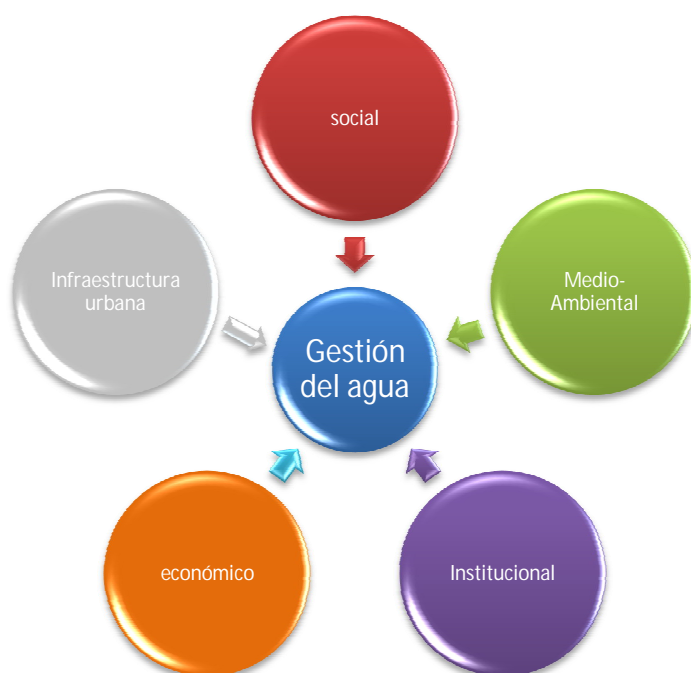 social
Infraestructura
urbana
Medio-
Ambiental
Gestión
del agua
económico
Institucional